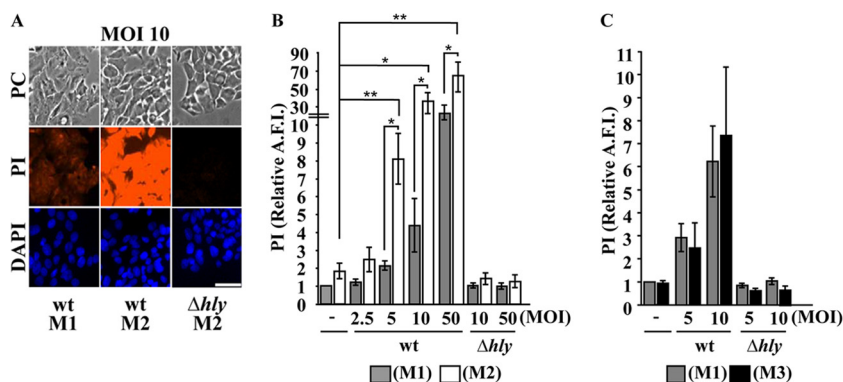 A
MOI 10
PC
PI
DAPI
wt wt Δhly
M1 M2 M2
B
PI (Relative A.F.I.)
90
70
50
30
10
9
8
7
6
5
4
3
2
1
0
**
*
**
*
*
*
- 2.5 5 10 50 10 50 (MOI)
wt Δhly
(M1) (M2)
C
PI (Relative A.F.I.)
11
10
9
8
7
6
5
4
3
2
1
0
- 5 10 5 10 (MOI)
wt Δhly
(M1) (M3)